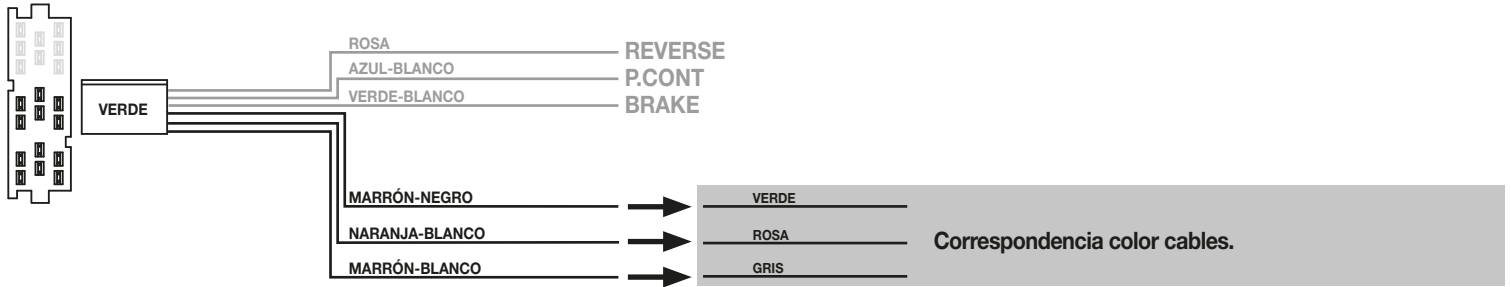 ROSA
REVERSE
AZUL-BLANCO
P.CONT
VERDE-BLANCO
BRAKE
VERDE
MARRÓN-NEGRO
VERDE
NARANJA-BLANCO
ROSA
Correspondencia color cables.
MARRÓN-BLANCO
GRIS